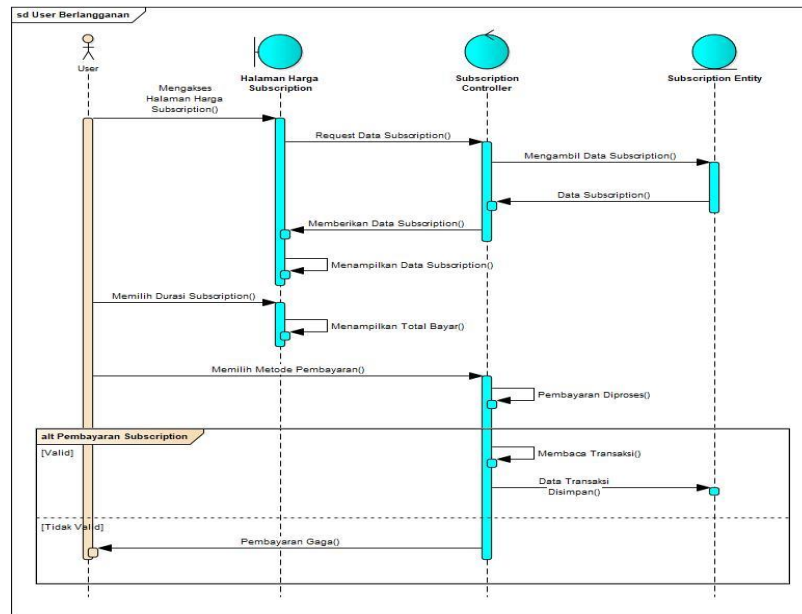 sd User Berlangganan
User
Halaman Harga
Subscription
Subscription
Controller
Subscription Entity
Mengakses
Halaman Harga
Subscription()
Request Data Subscription()
Mengambil Data Subscription()
Data Subscription()
Memberikan Data Subscription()
Menampilkan Data Subscription()
Memilih Durasi Subscription()
Menampilkan Total Bayar()
Memilih Metode Pembayaran()
Pembayaran Diproses()
alt Pembayaran Subscription
[Valid]
Membaca Transaksi()
Data Transaksi
Disimpan()
[Tidak Valid]
Pembayaran Gaga()